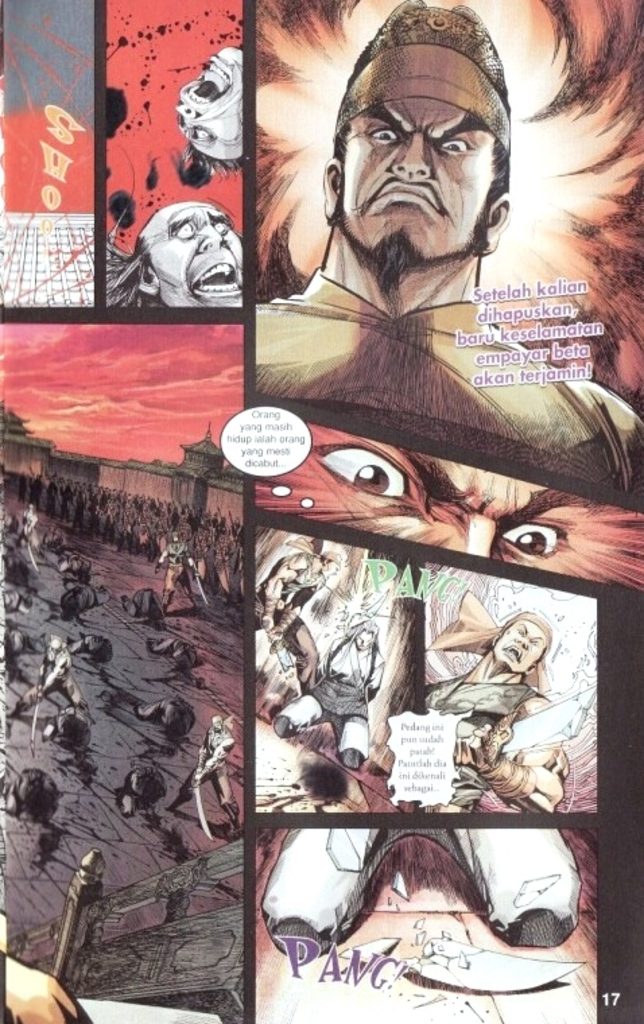 SHOO
Setelah kalian
dihapuskan,
baru keselamatan
empayar beta
akan terjamin!
Orang
yang masih
hidup ialah orang
yang mesti
dicabut...
PANG!
Pedang ini
pun sudah
patah!
Patutlah dia
ini dikenali
sebagai...
PANG!
17